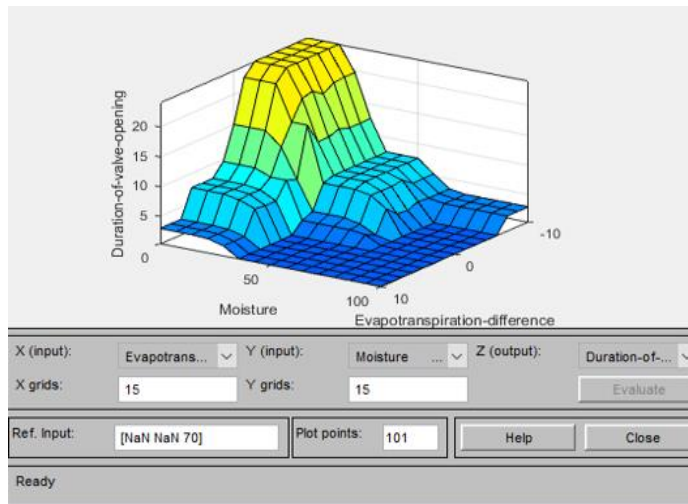 Duration-of-valve-opening
20
15
10
5
0
0
50
100
Moisture
10
0
-10
Evapotranspiration-difference
X (input): Evapotrans... Y (input): Moisture ... Z (output): Duration-of-...
X grids: 15 Y grids: 15 Evaluate
Ref. Input: [NaN NaN 70] Plot points: 101 Help Close
Ready